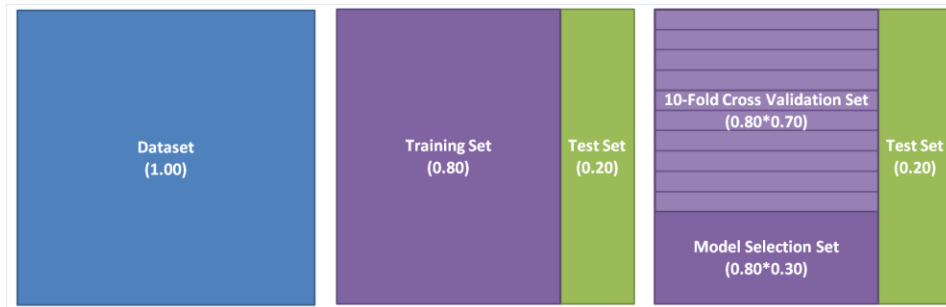 Dataset
(1.00)
Training Set
(0.80)
Test Set
(0.20)
10-Fold Cross Validation Set
(0.80*0.70)
Model Selection Set
(0.80*0.30)
Test Set
(0.20)